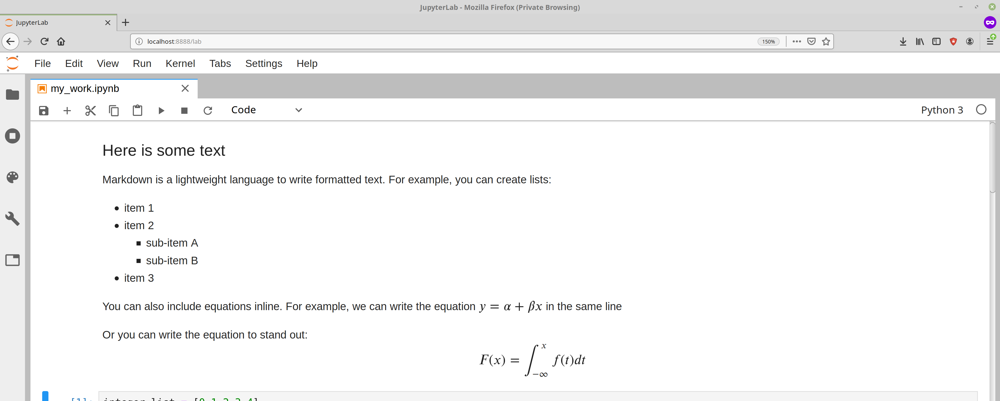 JupyterLab - Mozilla Firefox (Private Browsing)
JupyterLab
localhost:8888/lab
150%
File Edit View Run Kernel Tabs Settings Help
my_work.ipynb
Code
Python 3
Here is some text
Markdown is a lightweight language to write formatted text. For example, you can create lists:
• item 1
• item 2
▪ sub-item A
▪ sub-item B
• item 3
You can also include equations inline. For example, we can write the equation y = α + βx in the same line
Or you can write the equation to stand out:
F(x) = ∫_{−∞}^{x} f(t)dt
[1]: integer_list = [0,1,2,3,4]